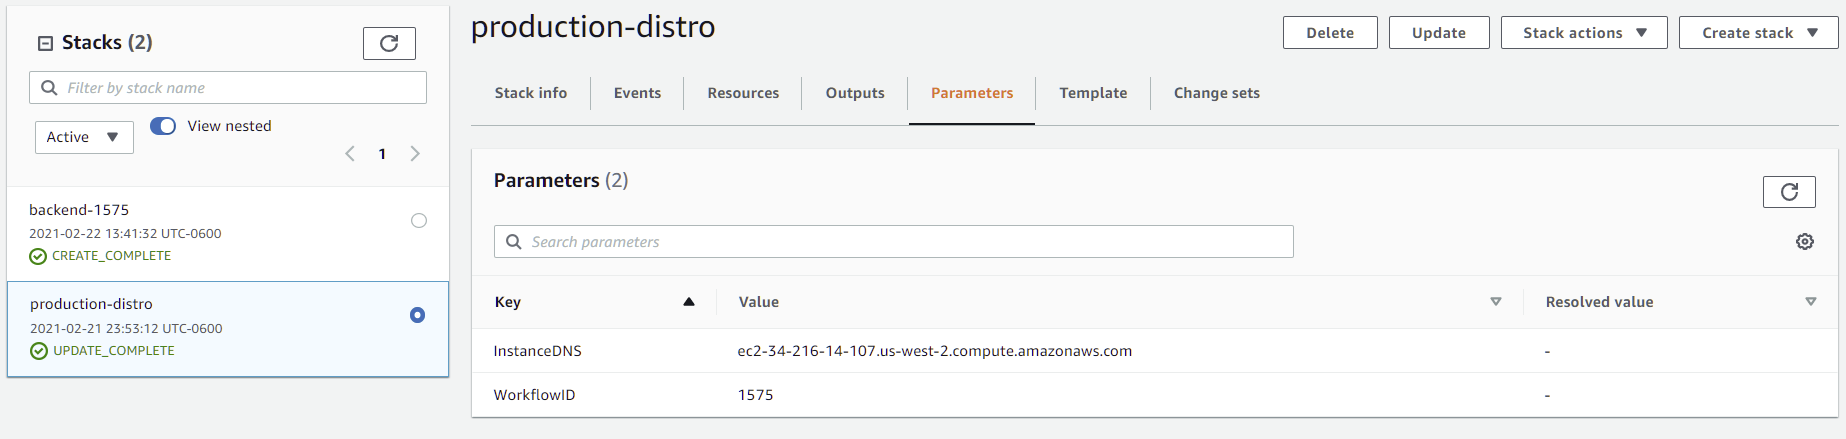 Stacks (2)
Filter by stack name
Active
View nested
1
backend-1575
2021-02-22 13:41:32 UTC-0600
CREATE_COMPLETE
production-distro
2021-02-21 23:53:12 UTC-0600
UPDATE_COMPLETE
production-distro
Delete Update Stack actions Create stack
Stack info Events Resources Outputs Parameters Template Change sets
Parameters (2)
Search parameters
Key Value Resolved value
InstanceDNS ec2-34-216-14-107.us-west-2.compute.amazonaws.com -
WorkflowID 1575 -